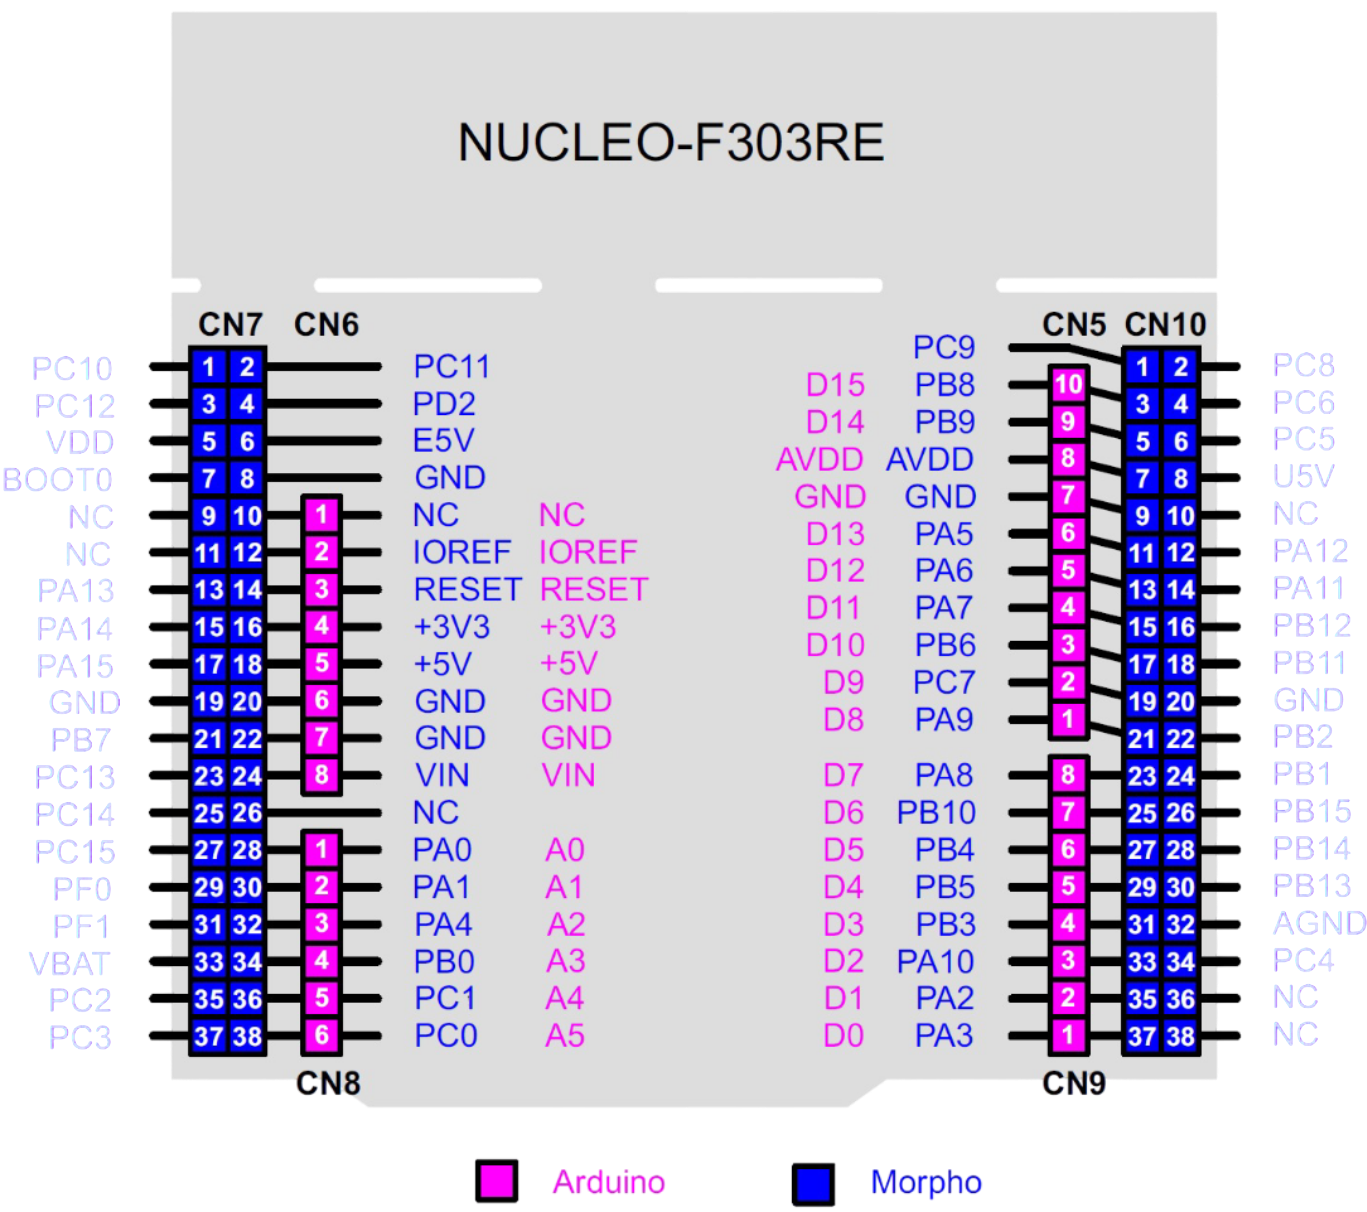 NUCLEO-F303RE
CN7 CN6 CN5 CN10
PC9
PC10 1 2 PC11 1 2 PC8
D15 PB8 10
PC12 3 4 PD2 3 4 PC6
D14 PB9 9
VDD 5 6 E5V 5 6 PC5
AVDD AVDD 8
BOOT0 7 8 GND 7 8 U5V
GND GND 7
NC 9 10 1 NC NC 9 10 NC
D13 PA5 6
NC 11 12 2 IOREF IOREF 11 12 PA12
D12 PA6 5
PA13 13 14 3 RESET RESET 13 14 PA11
D11 PA7 4
PA14 15 16 4 +3V3 +3V3 15 16 PB12
D10 PB6 3
PA15 17 18 5 +5V +5V 17 18 PB11
D9 PC7 2
GND 19 20 6 GND GND 19 20 GND
D8 PA9 1
PB7 21 22 7 GND GND 21 22 PB2
PC13 23 24 8 VIN VIN D7 PA8 8 23 24 PB1
PC14 25 26 NC D6 PB10 7 25 26 PB15
PC15 27 28 1 PA0 A0 D5 PB4 6 27 28 PB14
PF0 29 30 2 PA1 A1 D4 PB5 5 29 30 PB13
PF1 31 32 3 PA4 A2 D3 PB3 4 31 32 AGND
VBAT 33 34 4 PB0 A3 D2 PA10 3 33 34 PC4
PC2 35 36 5 PC1 A4 D1 PA2 2 35 36 NC
PC3 37 38 6 PC0 A5 D0 PA3 1 37 38 NC
CN8 CN9
Arduino Morpho